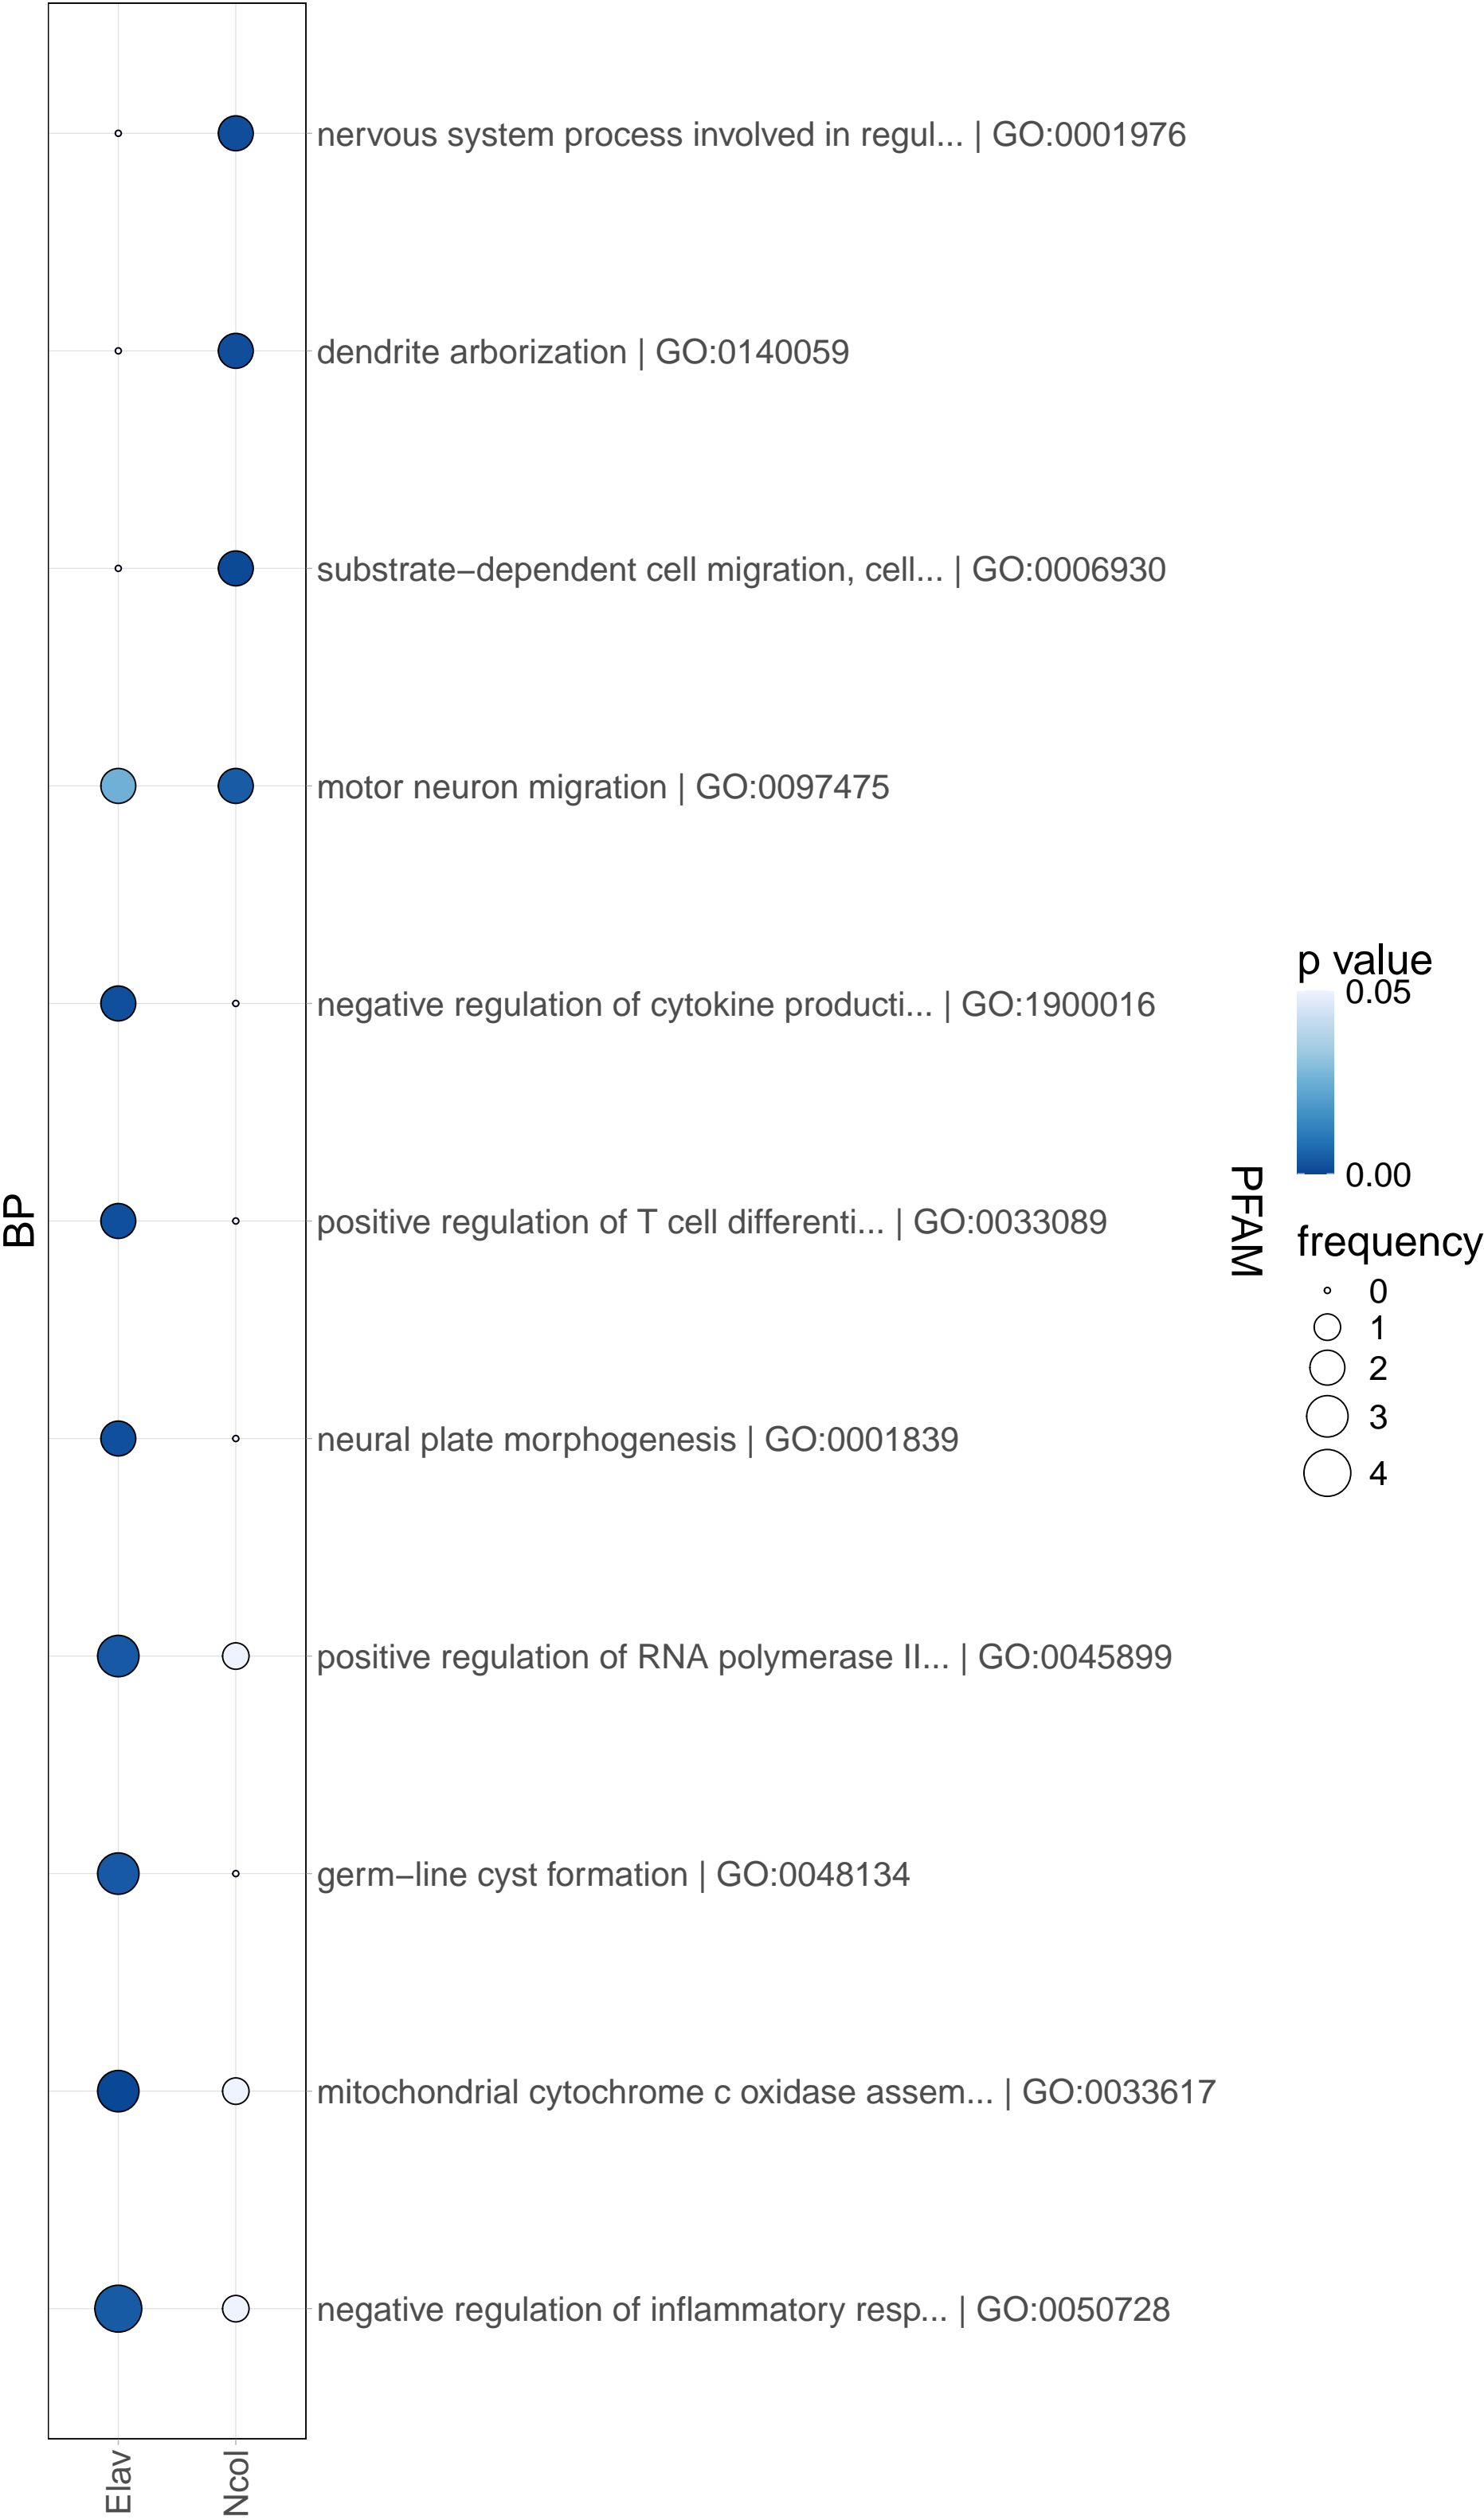 BP
nervous system process involved in regul... | GO:0001976
dendrite arborization | GO:0140059
substrate−dependent cell migration, cell... | GO:0006930
motor neuron migration | GO:0097475
negative regulation of cytokine producti... | GO:1900016
positive regulation of T cell differenti... | GO:0033089
neural plate morphogenesis | GO:0001839
positive regulation of RNA polymerase II... | GO:0045899
germ−line cyst formation | GO:0048134
mitochondrial cytochrome c oxidase assem... | GO:0033617
negative regulation of inflammatory resp... | GO:0050728
Elav
Ncol
PFAM
p value
0.05
0.00
frequency
0
1
2
3
4